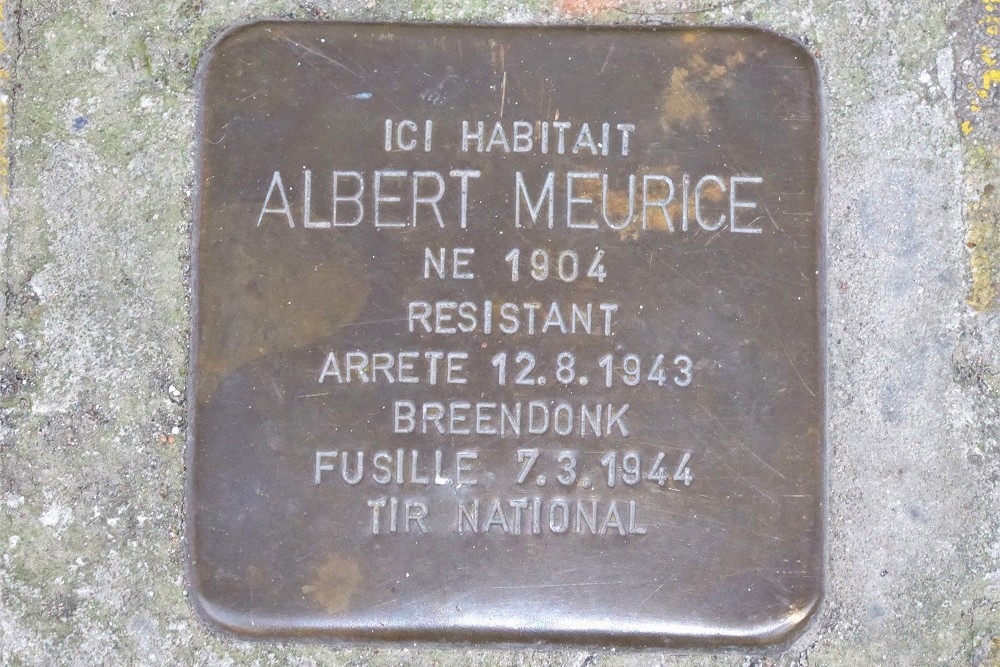 ICI HABITAIT
ALBERT MEURICE
NE 1904
RESISTANT
ARRETE 12.8.1943
BREENDONK
FUSILLE 7.3.1944
TIR NATIONAL